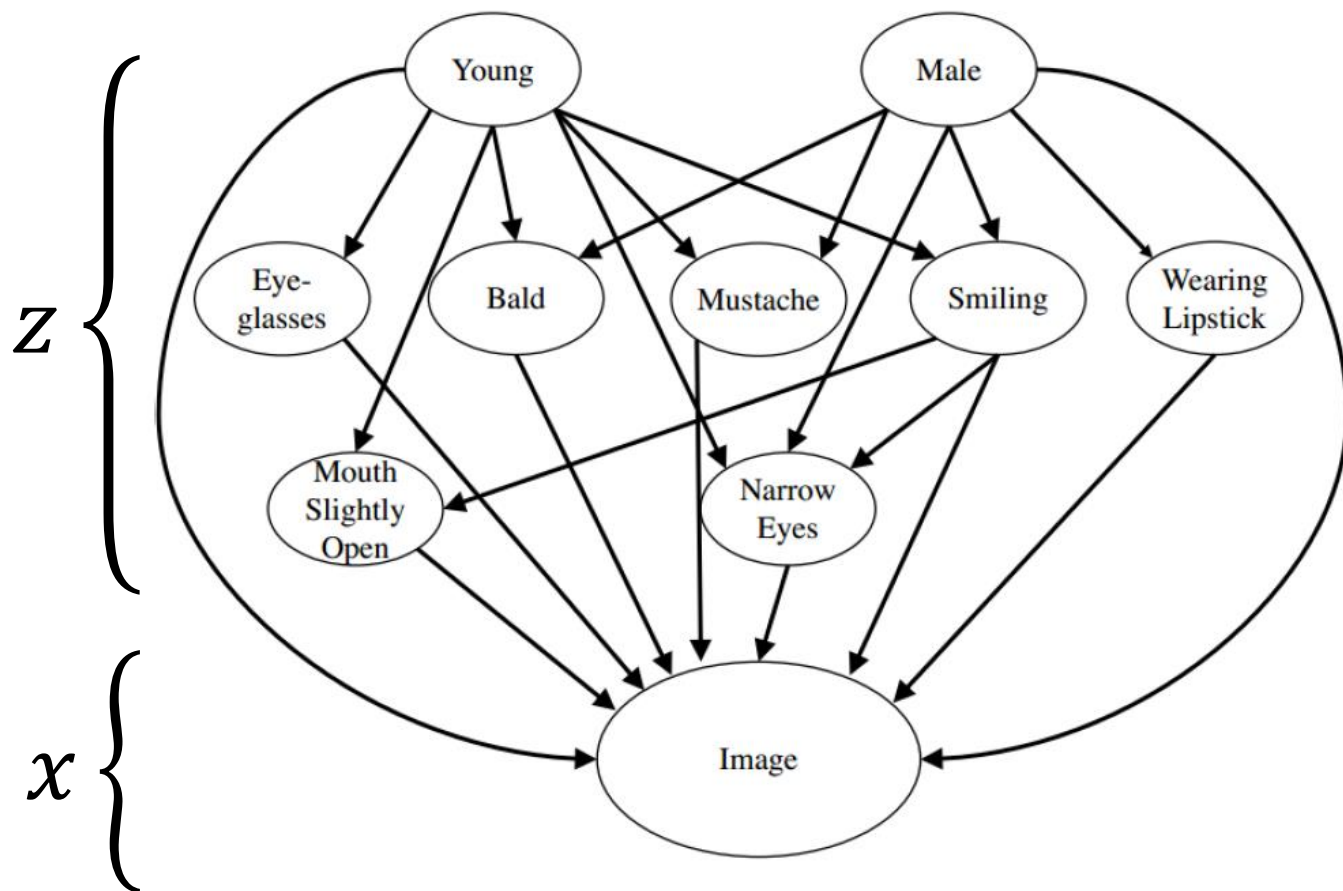 Young
Male
Eye-
glasses
Bald
Mustache
Smiling
Wearing
Lipstick
z
Mouth
Slightly
Open
Narrow
Eyes
Image
x